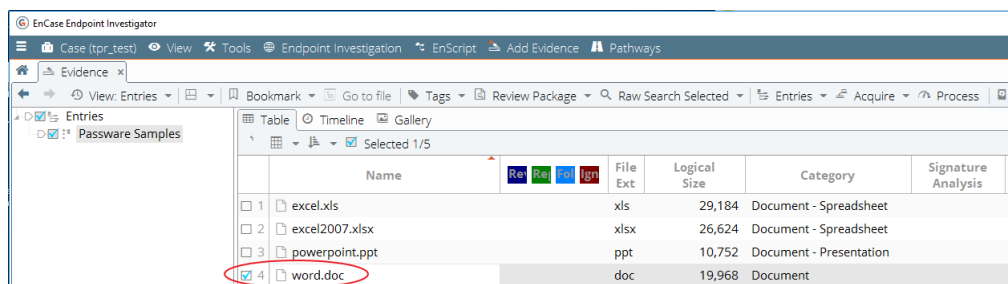 EnCase Endpoint Investigator
Case (tpr_test) View Tools Endpoint Investigation EnScript Add Evidence Pathways
Evidence x
View: Entries Bookmark Go to file Tags Review Package Raw Search Selected Entries Acquire Process
Entries
Passware Samples
Table Timeline Gallery
Selected 1/5
Name Fol Ign File Ext Logical Size Category Signature Analysis
1 excel.xls xls 29,184 Document - Spreadsheet
2 excel2007.xlsx xlsx 26,624 Document - Spreadsheet
3 powerpoint.ppt ppt 10,752 Document - Presentation
4 word.doc doc 19,968 Document